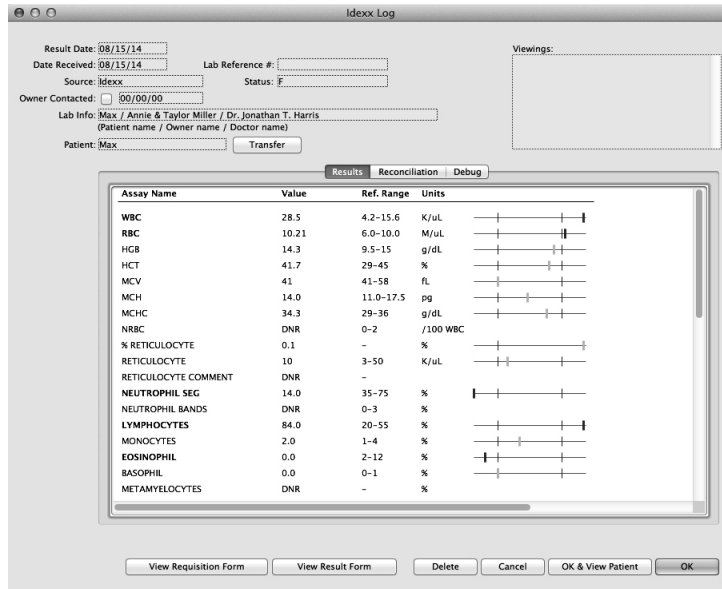 Idexx Log
Result Date: 08/15/14
Viewings:
Date Received: 08/15/14 Lab Reference #:
Source: Idexx Status: F
Owner Contacted: 00/00/00
Lab Info: Max / Annie & Taylor Miller / Dr. Jonathan T. Harris
(Patient name / Owner name / Doctor name)
Patient: Max Transfer
Results Reconciliation Debug
Assay Name Value Ref. Range Units
WBC 28.5 4.2-15.6 K/uL
RBC 10.21 6.0-10.0 M/uL
HGB 14.3 9.5-15 g/dL
HCT 41.7 29-45 %
MCV 41 41-58 fL
MCH 14.0 11.0-17.5 pg
MCHC 34.3 29-36 g/dL
NRBC DNR 0-2 /100 WBC
% RETICULOCYTE 0.1 - %
RETICULOCYTE 10 3-50 K/uL
RETICULOCYTE COMMENT DNR -
NEUTROPHIL SEG 14.0 35-75 %
NEUTROPHIL BANDS DNR 0-3 %
LYMPHOCYTES 84.0 20-55 %
MONOCYTES 2.0 1-4 %
EOSINOPHIL 0.0 2-12 %
BASOPHIL 0.0 0-1 %
METAMYELOCYTES DNR - %
View Requisition Form View Result Form Delete Cancel OK & View Patient OK